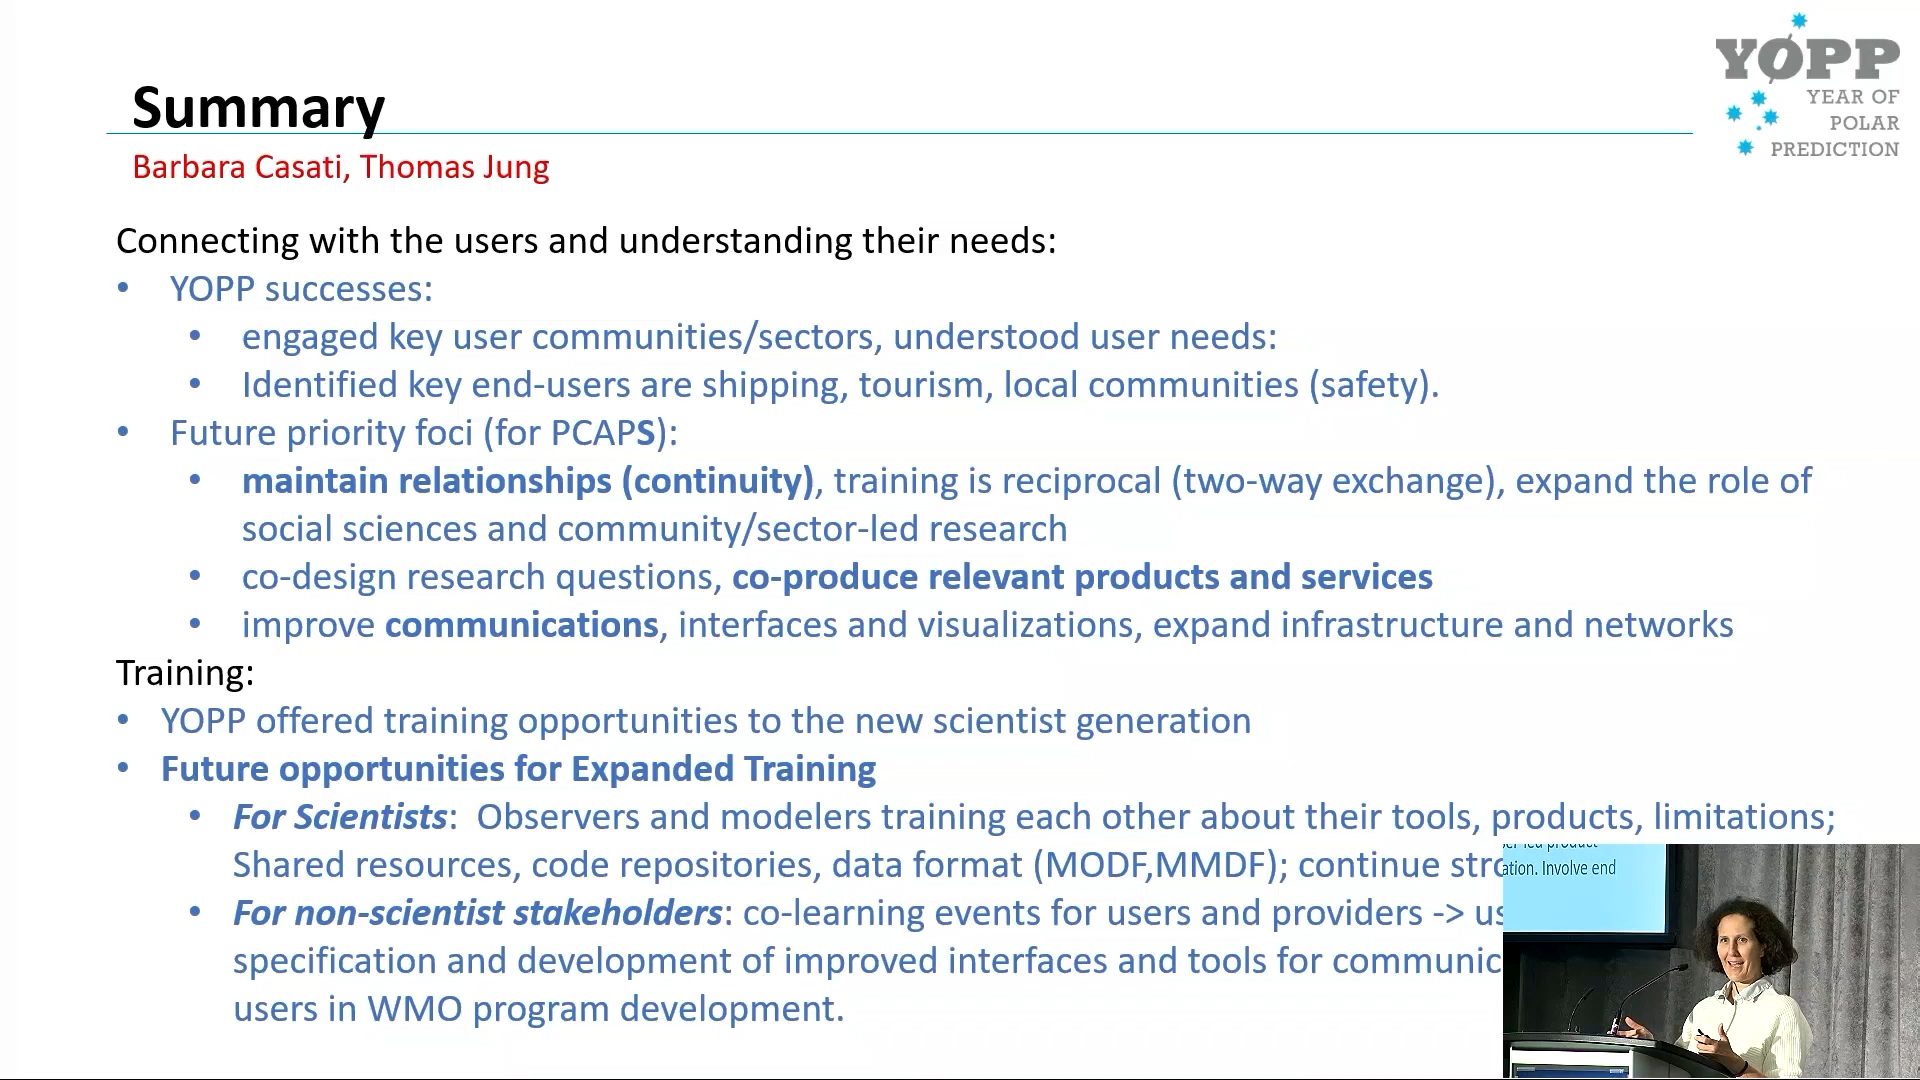 Summary
YOPP
YEAR OF
POLAR
PREDICTION
Barbara Casati, Thomas Jung
Connecting with the users and understanding their needs:
• YOPP successes:
• engaged key user communities/sectors, understood user needs:
• Identified key end-users are shipping, tourism, local communities (safety).
• Future priority foci (for PCAPS):
• maintain relationships (continuity), training is reciprocal (two-way exchange), expand the role of
social sciences and community/sector-led research
• co-design research questions, co-produce relevant products and services
• improve communications, interfaces and visualizations, expand infrastructure and networks
Training:
• YOPP offered training opportunities to the new scientist generation
• Future opportunities for Expanded Training
• For Scientists: Observers and modelers training each other about their tools, products, limitations;
Shared resources, code repositories, data format (MODF,MMDF); continue
• For non-scientist stakeholders: co-learning events for users and providers ->
specification and development of improved interfaces and tools for
users in WMO program development.
Involve end